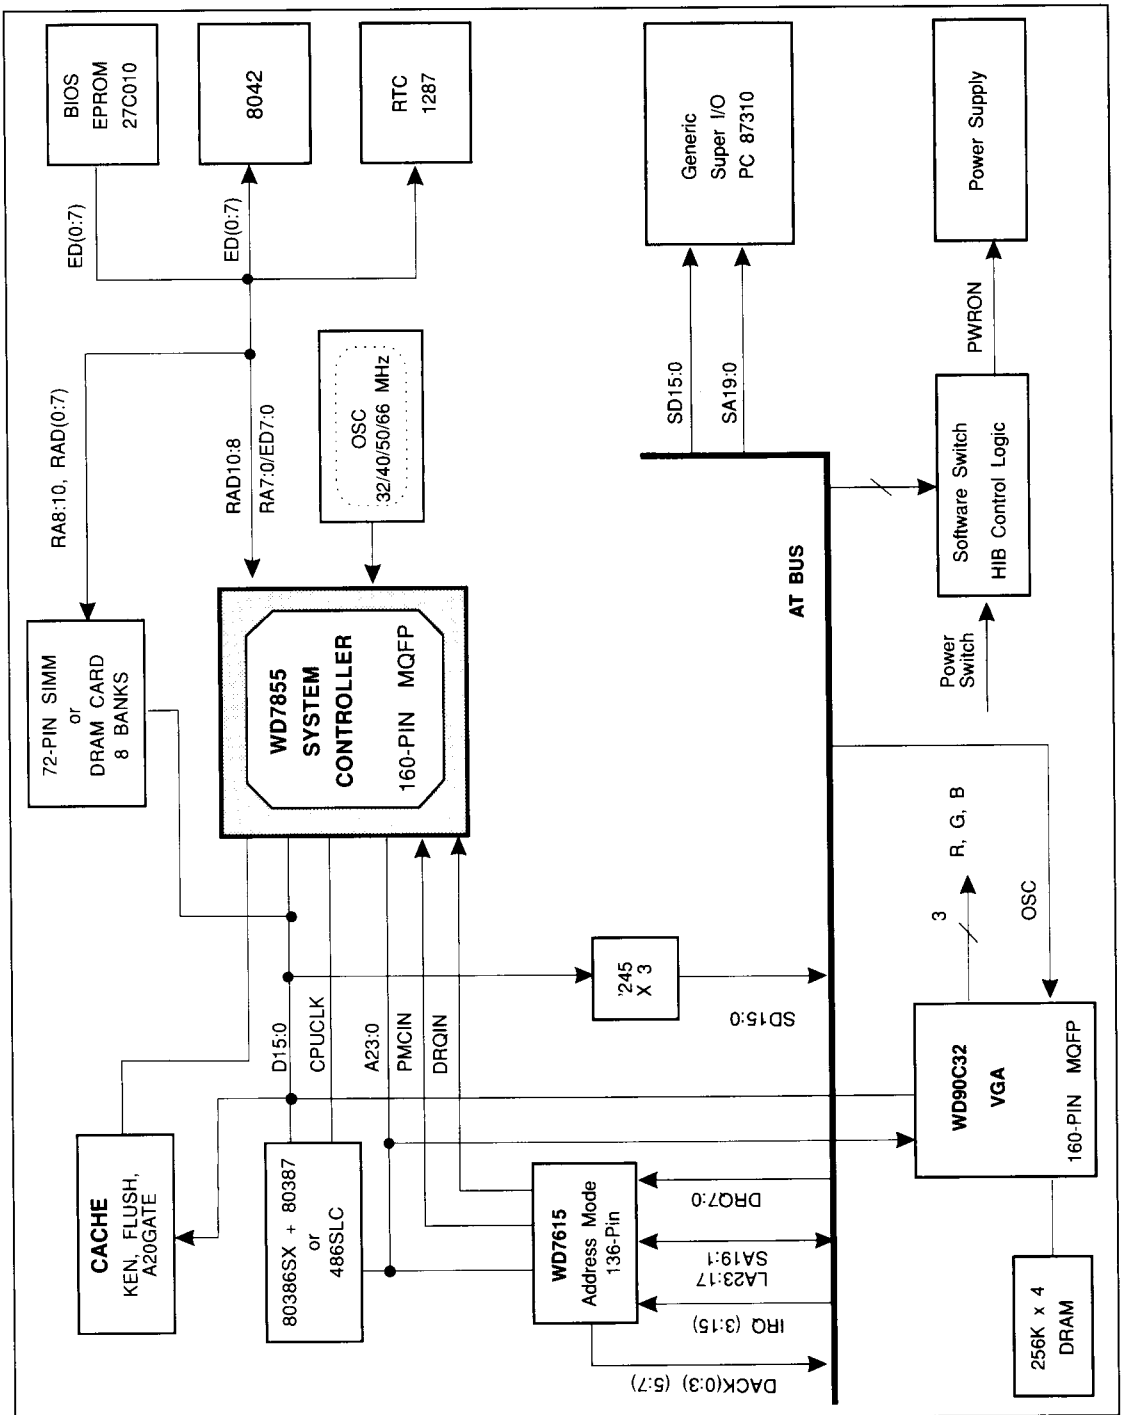 CACHE
KEN, FLUSH,
A20GATE
80386SX + 80387
or
486SLC
WD7615
Address Mode
136-Pin
DACK(0:3) (5:7)
IRQ (3:15)
LA23:17
SA19:1
DRQ7:0
256K x 4
DRAM
D15:0
CPUCLK
A23:0
PMCIN
DRQIN
'245
X 3
SD15:0
WD90C32
VGA
160-PIN MQFP
3
R, G, B
OSC
72-PIN SIMM
or
DRAM CARD
8 BANKS
WD7855
SYSTEM
CONTROLLER
160-PIN MQFP
AT BUS
Power
Switch
Software Switch
HIB Control Logic
PWRON
Power Supply
RA8:10, RAD(0:7)
RAD10:8
RA7:0/ED7:0
OSC
32/40/50/66 MHz
SD15:0
SA19:0
ED(0:7)
ED(0:7)
BIOS
EPROM
27C010
8042
RTC
1287
Generic
Super I/O
PC 87310